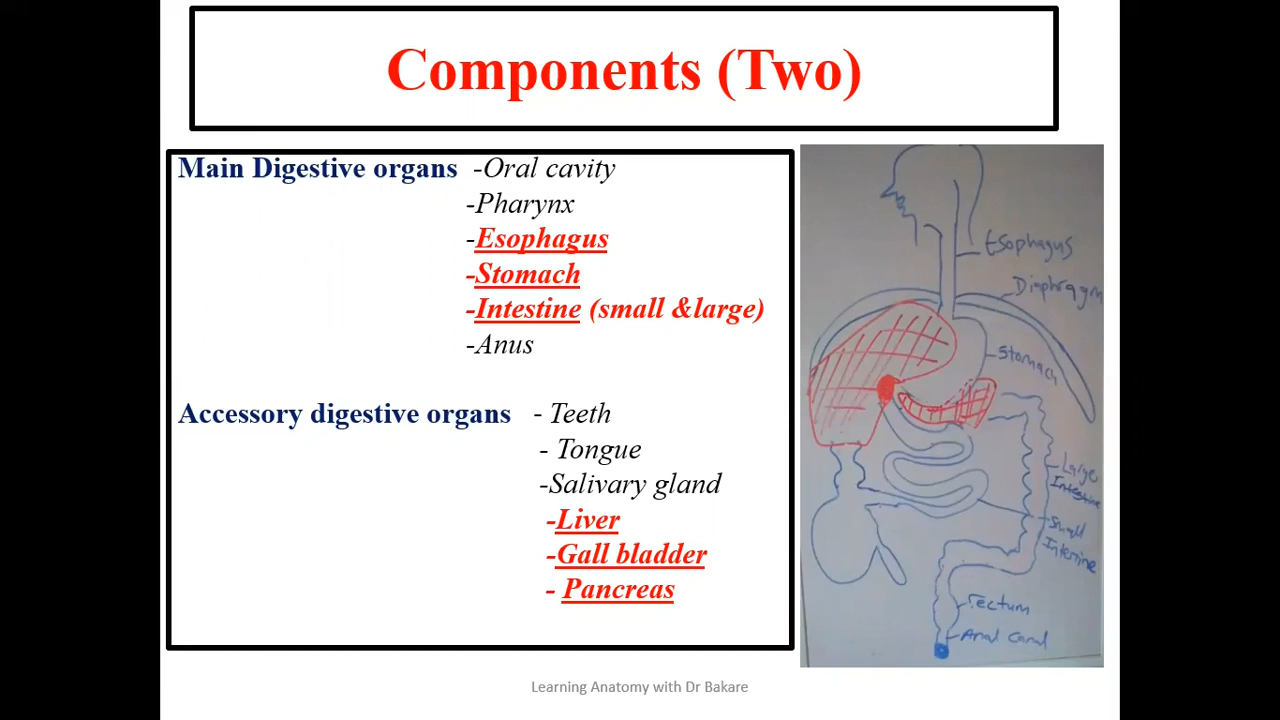 Components (Two)
Main Digestive organs -Oral cavity
-Pharynx
-Esophagus
-Stomach
-Intestine (small &large)
-Anus
Accessory digestive organs - Teeth
- Tongue
-Salivary gland
-Liver
-Gall bladder
- Pancreas
Esophagus
Diaphragm
Stomach
Large
Intestine
Small
Intestine
Rectum
Anal Canal
Learning Anatomy with Dr Bakare